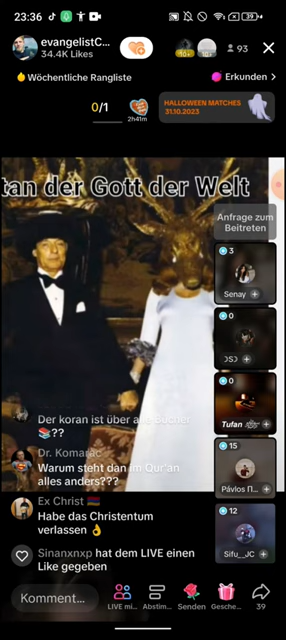 23:36
39
evangelistC...
34.4K Likes
93
Wöchentliche Rangliste
Erkunden >
0/1
2h41m
HALLOWEEN MATCHES
31.10.2023
tan der Gott der Welt
Anfrage zum
Beitreten
3
Senay +
0
0
Tufan
15
Pávlos Π... +
12
Sifu__JC +
Der koran ist über alle Bücher
📚??
Dr. Komarac
Warum steht dan im Qur'an
alles anders???
Ex Christ 🇦🇲
Habe das Christentum
verlassen 👌
Sinanxnxp hat dem LIVE einen
Like gegeben
Komment...
LIVE mi...
Abstim...
Senden
Gesche...
39